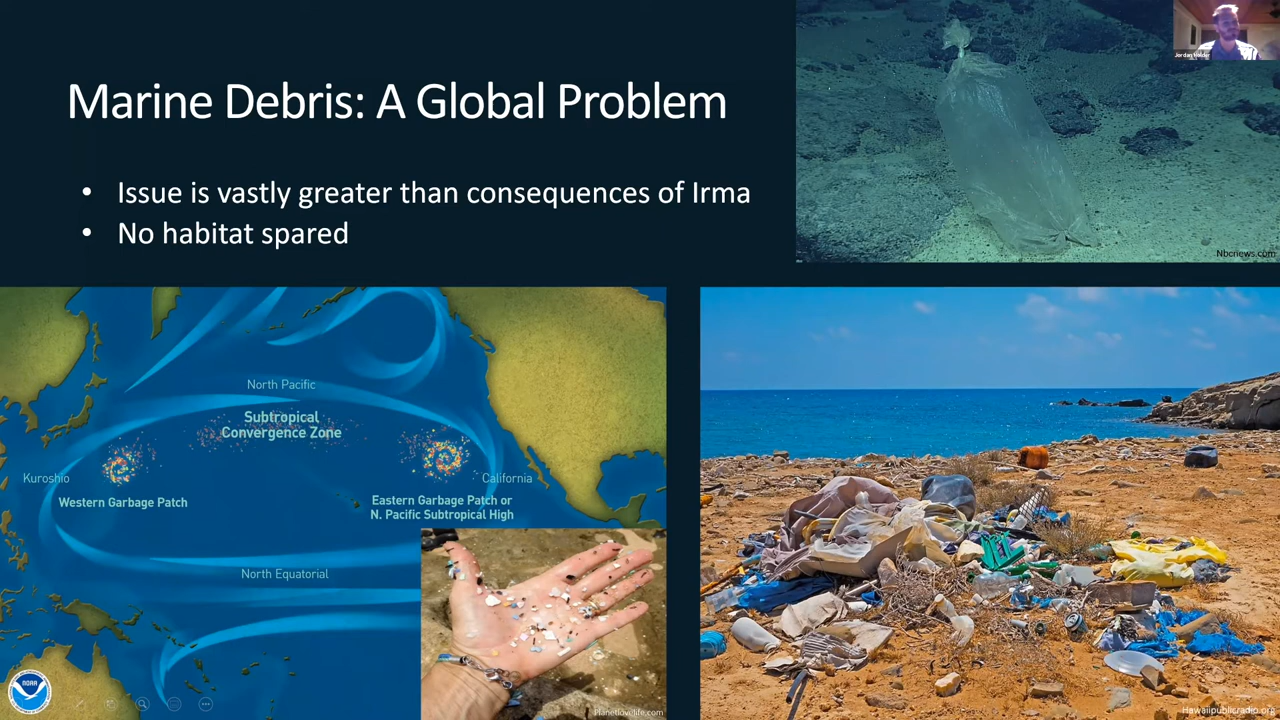 Marine Debris: A Global Problem
• Issue is vastly greater than consequences of Irma
• No habitat spared
Nbcnews.com
North Pacific
Subtropical
Convergence Zone
Kuroshio
California
Western Garbage Patch
Eastern Garbage Patch or
N. Pacific Subtropical High
North Equatorial
NOAA
Planetlovelife.com
Hawaiipublicradio.org